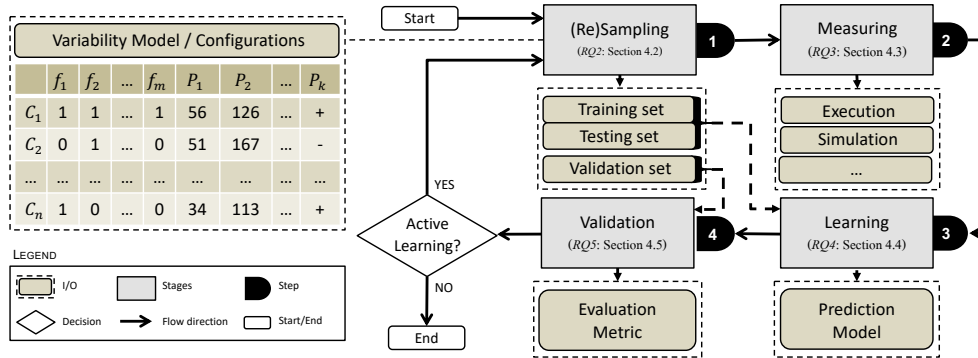 Variability Model / Configurations
f1 f2 ... fm P1 P2 ... Pk
C1 1 1 ... 1 56 126 ... +
C2 0 1 ... 0 51 167 ... -
... ... ... ... ... ... ... ... ...
Cn 1 0 ... 0 34 113 ... +
LEGEND
I/O
Stages
Step
Decision
Flow direction
Start/End
Start
(Re)Sampling
(RQ2: Section 4.2)
1
Measuring
(RQ3: Section 4.3)
2
Training set
Testing set
Validation set
Execution
Simulation
...
Learning
(RQ4: Section 4.4)
3
Prediction
Model
Validation
(RQ5: Section 4.5)
4
Evaluation
Metric
Active
Learning?
YES
NO
End